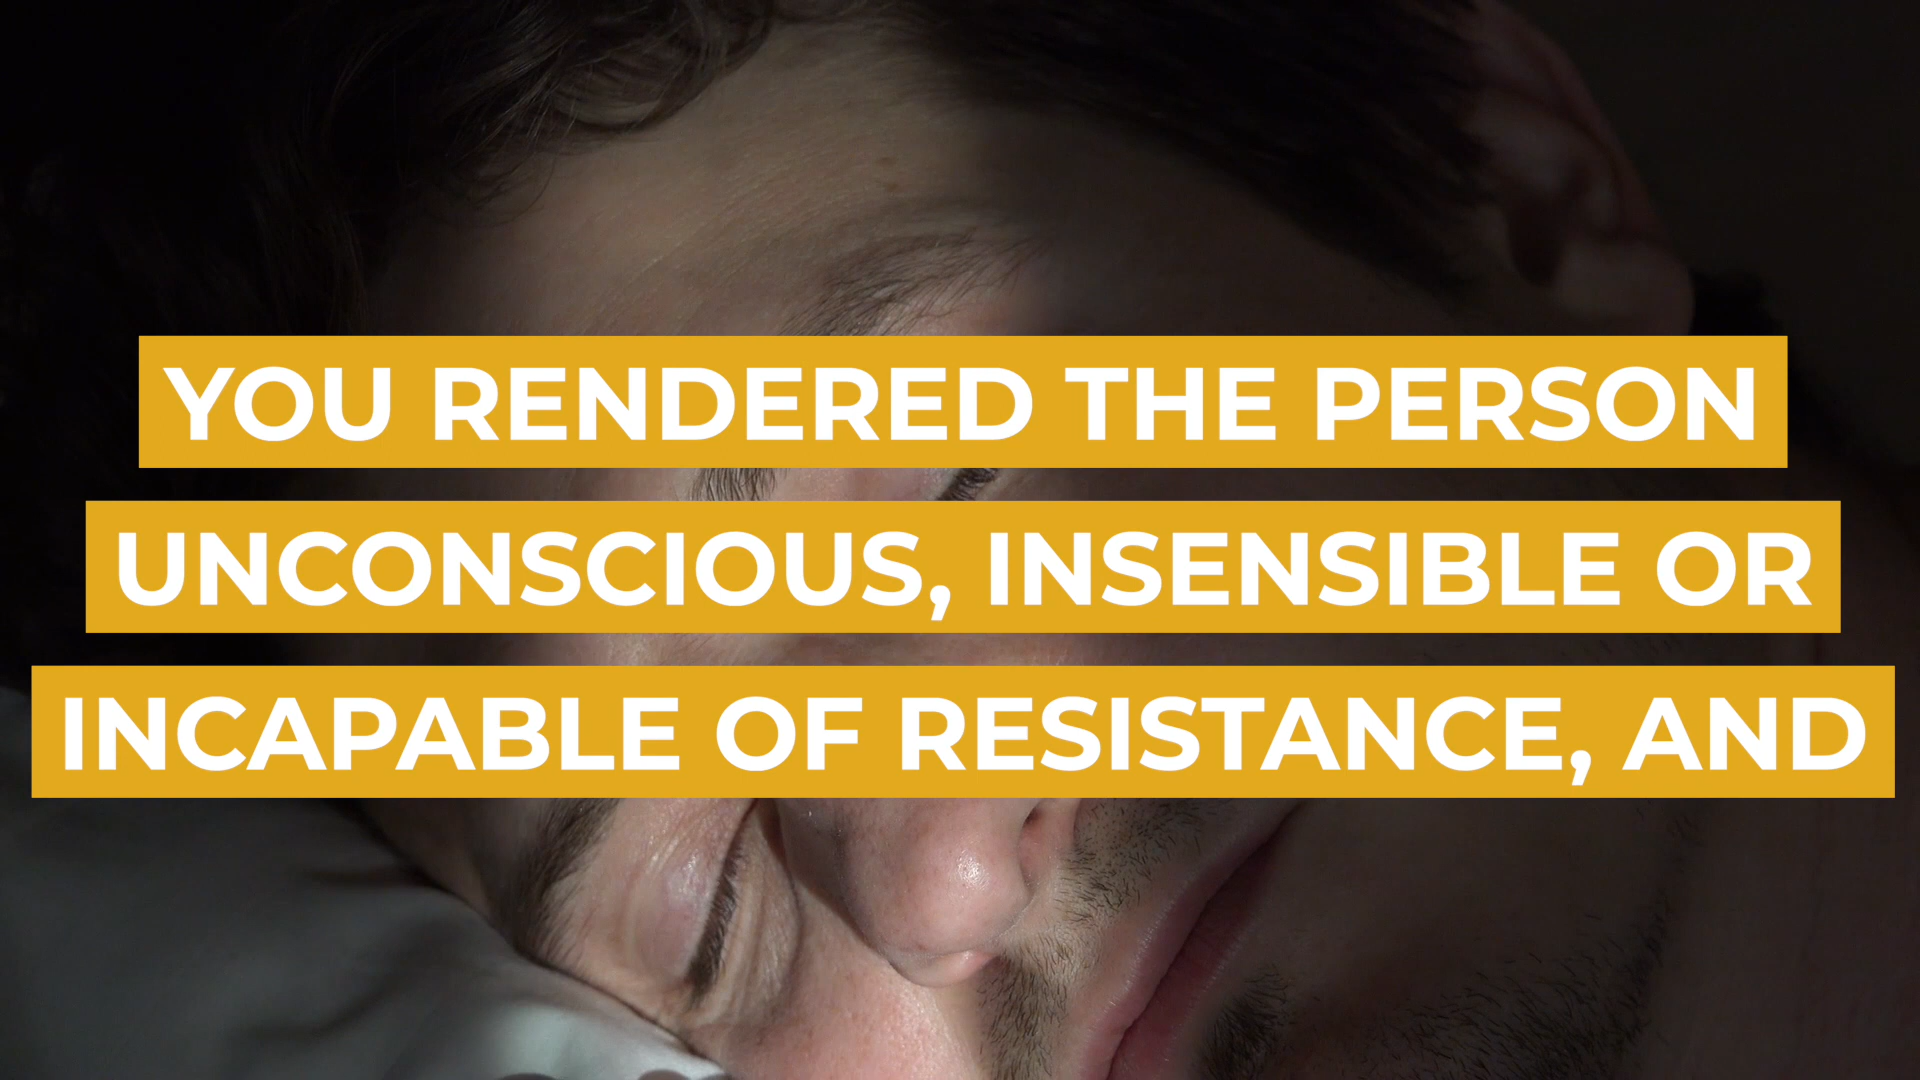 YOU RENDERED THE PERSON
UNCONSCIOUS, INSENSIBLE OR
INCAPABLE OF RESISTANCE, AND